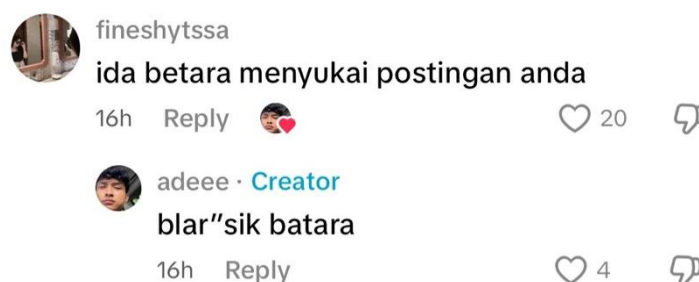 fineshytssa
ida betara menyukai postingan anda
16h Reply 20
adeee · Creator
blar"sik batara
16h Reply 4